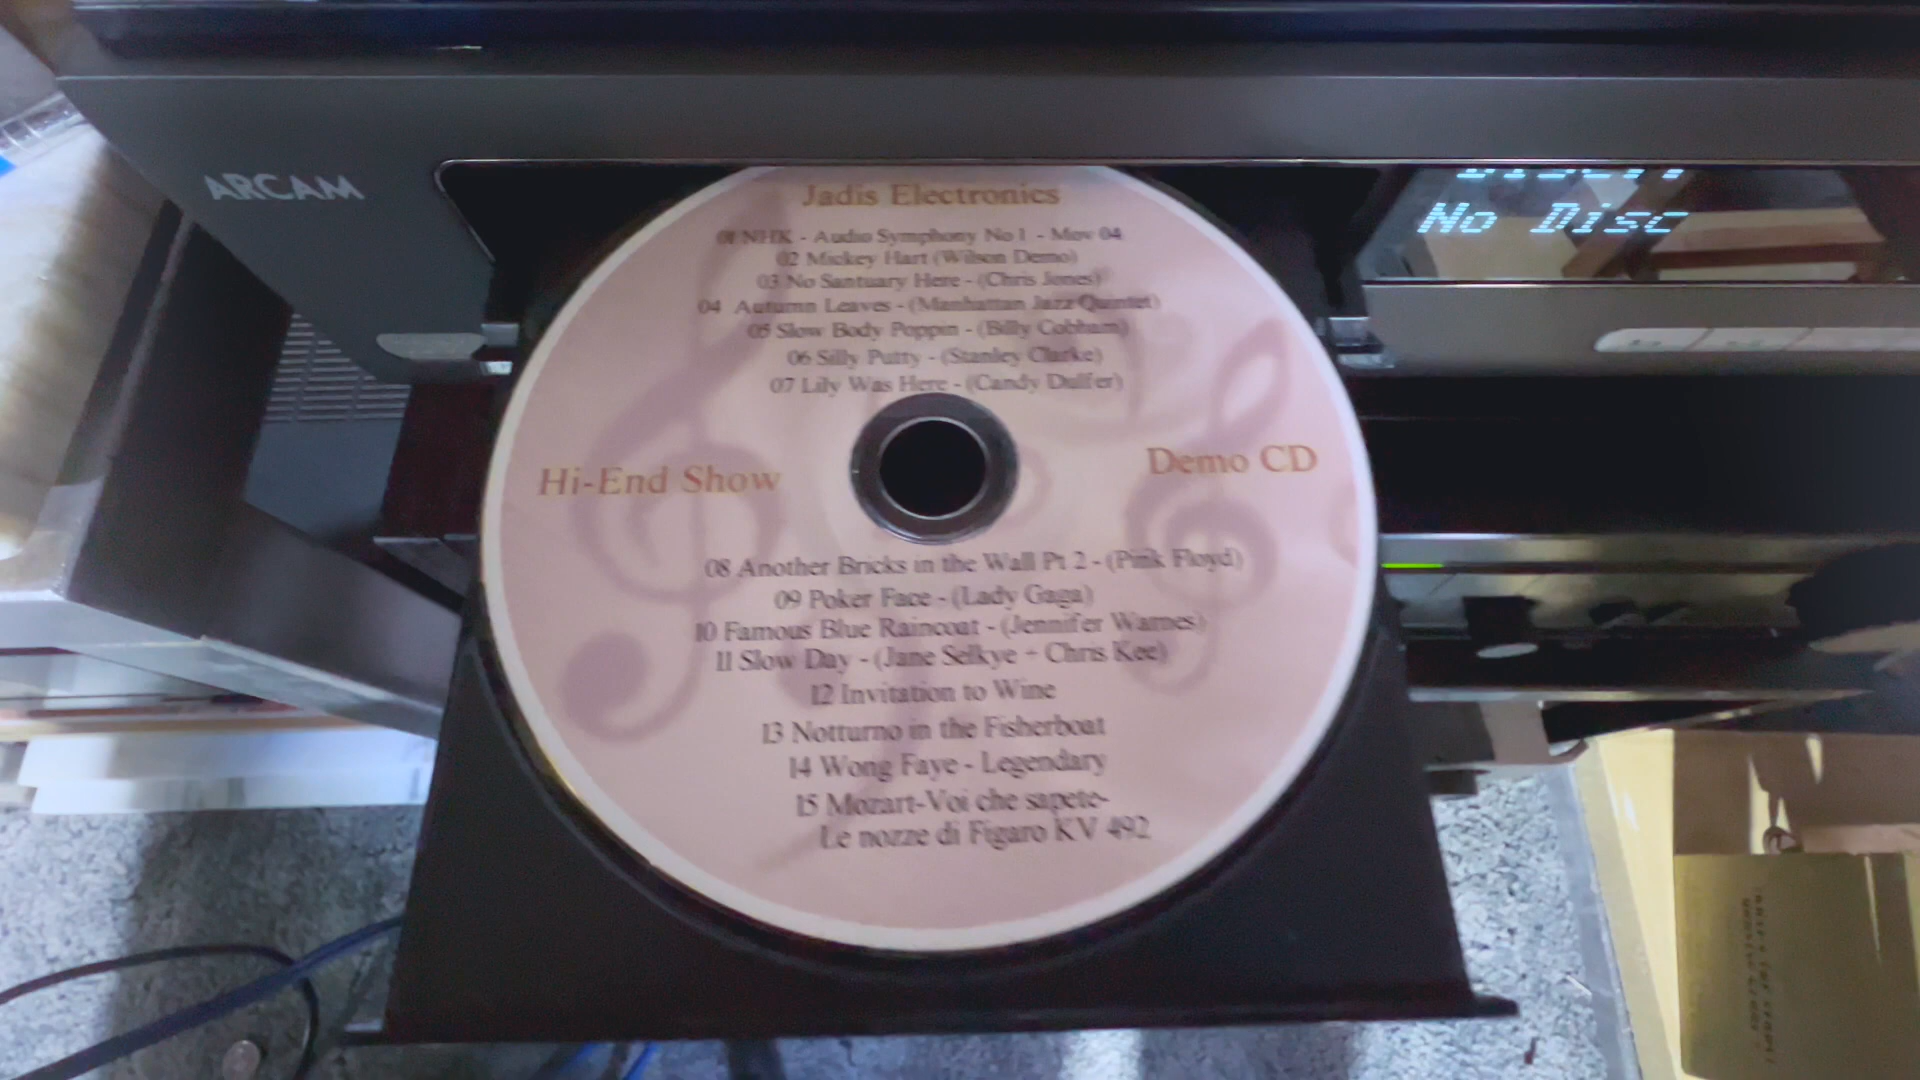 ARCAM
No Disc
Jadis Electronics
01 NHK - Audio Symphony No 1 - Mov 04
02 Mickey Hart (Wilson Demo)
03 No Santuary Here - (Chris Jones)
04 Autumn Leaves - (Manhattan Jazz Quintet)
05 Slow Body Poppin - (Billy Cobham)
06 Silly Putty - (Stanley Clarke)
07 Lily Was Here - (Candy Dulfer)
Hi-End Show
Demo CD
08 Another Bricks in the Wall Pt 2 - (Pink Floyd)
09 Poker Face - (Lady Gaga)
10 Famous Blue Raincoat - (Jennifer Warnes)
11 Slow Day - (Jane Selkye + Chris Kee)
12 Invitation to Wine
13 Notturno in the Fisherboat
14 Wong Faye - Legendary
15 Mozart-Voi che sapete-
Le nozze di Figaro KV 492